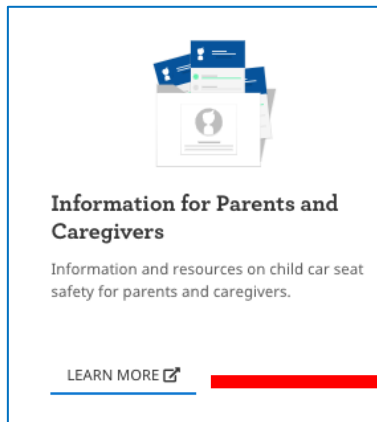 Information for Parents and
Caregivers
Information and resources on child car seat
safety for parents and caregivers.
LEARN MORE